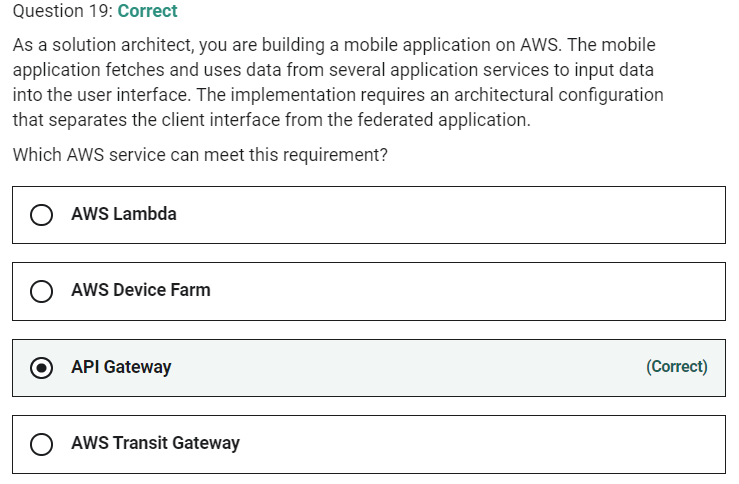 Question 19: Correct
As a solution architect, you are building a mobile application on AWS. The mobile
application fetches and uses data from several application services to input data
into the user interface. The implementation requires an architectural configuration
that separates the client interface from the federated application.
Which AWS service can meet this requirement?
AWS Lambda
AWS Device Farm
API Gateway (Correct)
AWS Transit Gateway